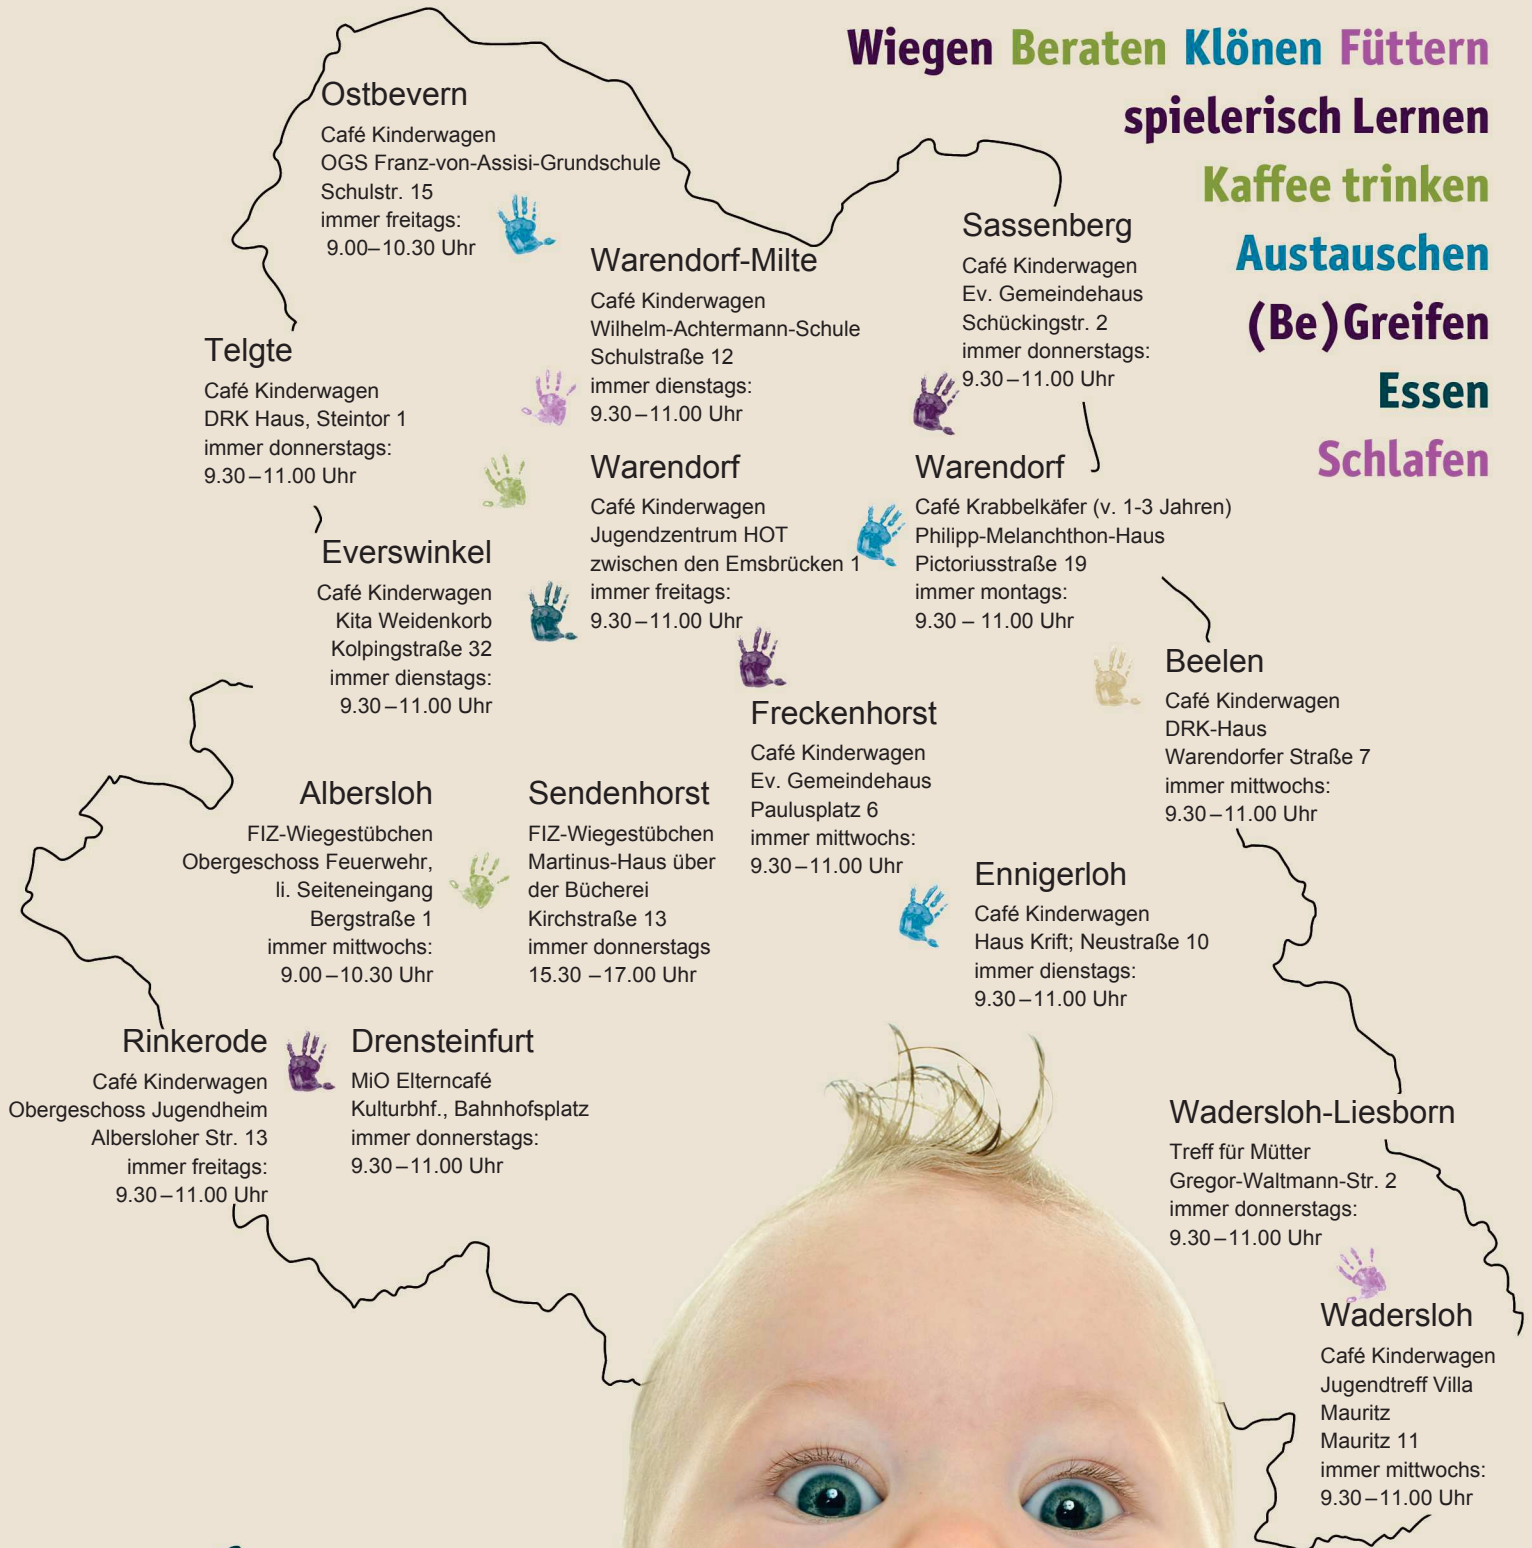 Wiegen Beraten Klönen Füttern
spielerisch Lernen
Kaffee trinken
Austauschen
(Be)Greifen
Essen
Schlafen
Ostbevern
Café Kinderwagen
OGS Franz-von-Assisi-Grundschule
Schulstr. 15
immer freitags:
9.00–10.30 Uhr
Warendorf-Milte
Café Kinderwagen
Wilhelm-Achtermann-Schule
Schulstraße 12
immer dienstags:
9.30–11.00 Uhr
Sassenberg
Café Kinderwagen
Ev. Gemeindehaus
Schückingstr. 2
immer donnerstags:
9.30–11.00 Uhr
Telgte
Café Kinderwagen
DRK Haus, Steintor 1
immer donnerstags:
9.30–11.00 Uhr
Warendorf
Café Kinderwagen
Jugendzentrum HOT
zwischen den Emsbrücken 1
immer freitags:
9.30–11.00 Uhr
Warendorf
Café Krabbelkäfer (v. 1-3 Jahren)
Philipp-Melanchthon-Haus
Pictoriusstraße 19
immer montags:
9.30 – 11.00 Uhr
Everswinkel
Café Kinderwagen
Kita Weidenkorb
Kolpingstraße 32
immer dienstags:
9.30–11.00 Uhr
Beelen
Café Kinderwagen
DRK-Haus
Warendorfer Straße 7
immer mittwochs:
9.30–11.00 Uhr
Freckenhorst
Café Kinderwagen
Ev. Gemeindehaus
Paulusplatz 6
immer mittwochs:
9.30–11.00 Uhr
Albersloh
FIZ-Wiegestübchen
Obergeschoss Feuerwehr,
li. Seiteneingang
Bergstraße 1
immer mittwochs:
9.00–10.30 Uhr
Sendenhorst
FIZ-Wiegestübchen
Martinus-Haus über
der Bücherei
Kirchstraße 13
immer donnerstags
15.30 –17.00 Uhr
Ennigerloh
Café Kinderwagen
Haus Krift; Neustraße 10
immer dienstags:
9.30–11.00 Uhr
Rinkerode
Café Kinderwagen
Obergeschoss Jugendheim
Albersloher Str. 13
immer freitags:
9.30–11.00 Uhr
Drensteinfurt
MiO Elterncafé
Kulturbhf., Bahnhofsplatz
immer donnerstags:
9.30–11.00 Uhr
Wadersloh-Liesborn
Treff für Mütter
Gregor-Waltmann-Str. 2
immer donnerstags:
9.30–11.00 Uhr
Wadersloh
Café Kinderwagen
Jugendtreff Villa
Mauritz
Mauritz 11
immer mittwochs:
9.30–11.00 Uhr